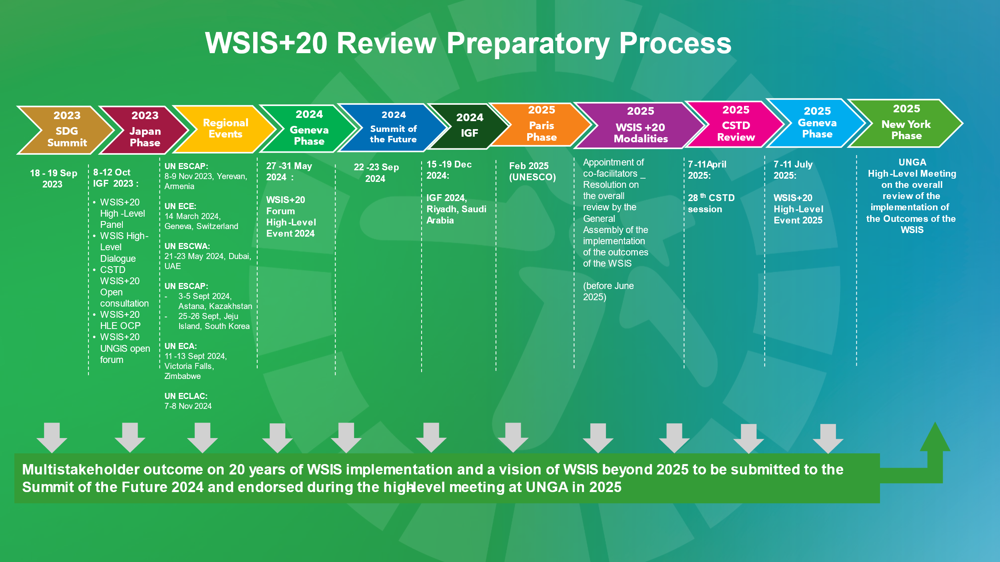 WSIS+20 Review Preparatory Process
2023
SDG
Summit
2023
Japan
Phase
Regional
Events
2024
Geneva
Phase
2024
Summit of
the Future
2024
IGF
2025
Paris
Phase
2025
WSIS +20
Modalities
2025
CSTD
Review
2025
Geneva
Phase
2025
New York
Phase
18 - 19 Sep
2023
8-12 Oct
IGF 2023 :
• WSIS+20
High -Level
Panel
• WSIS High-
Level
Dialogue
• CSTD
WSIS+20
Open
consultation
• WSIS+20
HLE OCP
• WSIS+20
UNGIS open
forum
UN ESCAP:
8-9 Nov 2023, Yerevan,
Armenia
UN ECE:
14 March 2024,
Geneva, Switzerland
UN ESCWA:
21-23 May 2024, Dubai,
UAE
UN ESCAP:
- 3-5 Sept 2024,
Astana, Kazakhstan
- 25-26 Sept, Jeju
Island, South Korea
UN ECA:
11-13 Sept 2024,
Victoria Falls,
Zimbabwe
UN ECLAC:
7-8 Nov 2024
27 -31 May
2024 :
WSIS+20
Forum
High-Level
Event 2024
22 -23 Sep
2024
15 -19 Dec
2024:
IGF 2024,
Riyadh, Saudi
Arabia
Feb 2025
(UNESCO)
Appointment of
co-facilitators _
Resolution on
the overall
review by the
General
Assembly of the
implementation
of the outcomes
of the WSIS
(before June
2025)
7-11April
2025:
28 th CSTD
session
7-11 July
2025:
WSIS+20
High-Level
Event 2025
UNGA
High-Level Meeting
on the overall
review of the
implementation of
the Outcomes of the
WSIS
Multistakeholder outcome on 20 years of WSIS implementation and a vision of WSIS beyond 2025 to be submitted to the
Summit of the Future 2024 and endorsed during the high-level meeting at UNGA in 2025